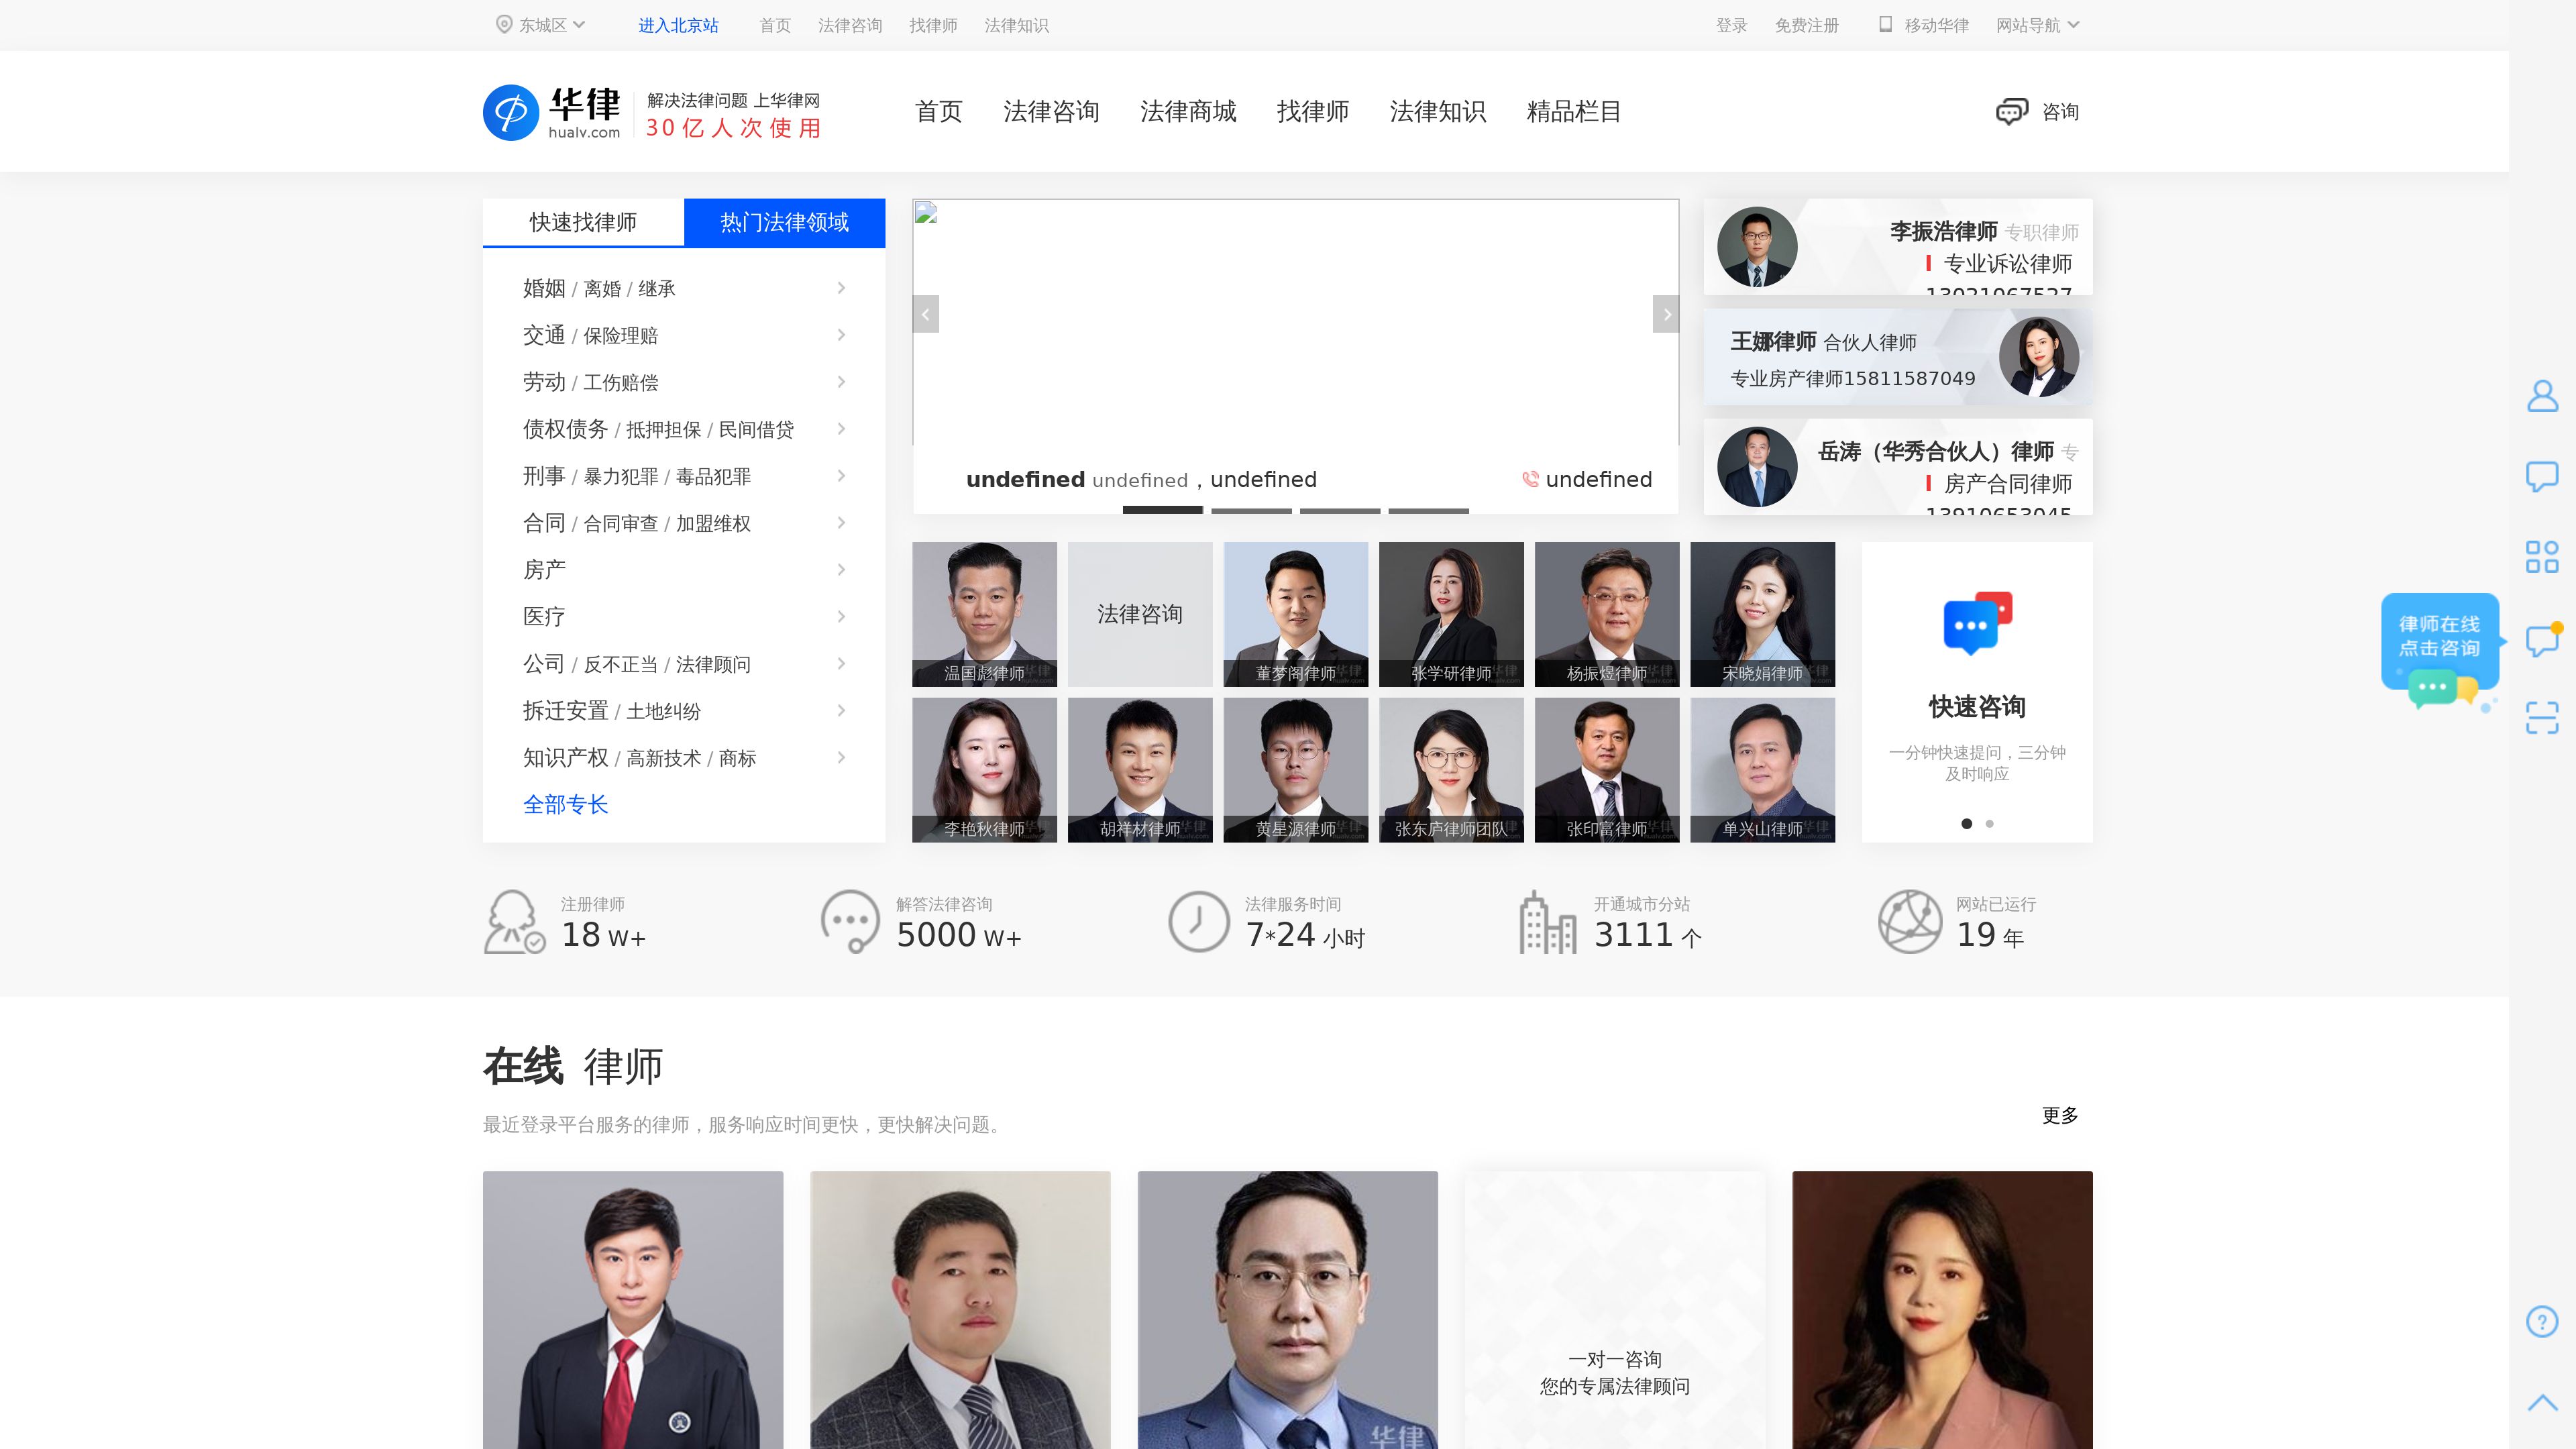 东城区
进入北京站
首页
法律咨询
找律师
法律知识
登录
免费注册
移动华律
网站导航
华律
hualv.com
解决法律问题 上华律网
30亿人次使用
首页
法律咨询
法律商城
找律师
法律知识
精品栏目
咨询
快速找律师
热门法律领域
婚姻 / 离婚 / 继承
交通 / 保险理赔
劳动 / 工伤赔偿
债权债务 / 抵押担保 / 民间借贷
刑事 / 暴力犯罪 / 毒品犯罪
合同 / 合同审查 / 加盟维权
房产
医疗
公司 / 反不正当 / 法律顾问
拆迁安置 / 土地纠纷
知识产权 / 高新技术 / 商标
全部专长
undefined undefined，undefined
undefined
李振浩律师 专职律师
专业诉讼律师
13021067527
王娜律师 合伙人律师
专业房产律师15811587049
岳涛（华秀合伙人）律师 专
房产合同律师
13910653045
温国彪律师
法律咨询
董梦阁律师
张学研律师
杨振煜律师
宋晓娟律师
李艳秋律师
胡祥材律师
黄星源律师
张东庐律师团队
张印富律师
单兴山律师
快速咨询
一分钟快速提问，三分钟
及时响应
律师在线
点击咨询
注册律师
18 W+
解答法律咨询
5000 W+
法律服务时间
7*24 小时
开通城市分站
3111 个
网站已运行
19 年
在线 律师
最近登录平台服务的律师，服务响应时间更快，更快解决问题。
更多
一对一咨询
您的专属法律顾问
华律